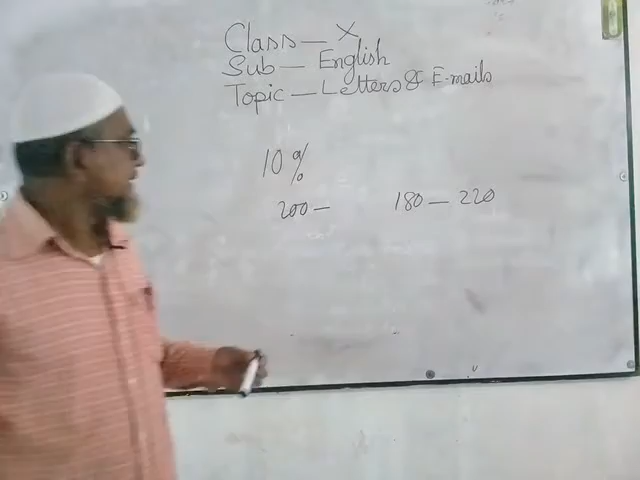 Class — X
Sub — English
Topic — Letters & E-mails
10%
200 — 180 — 220